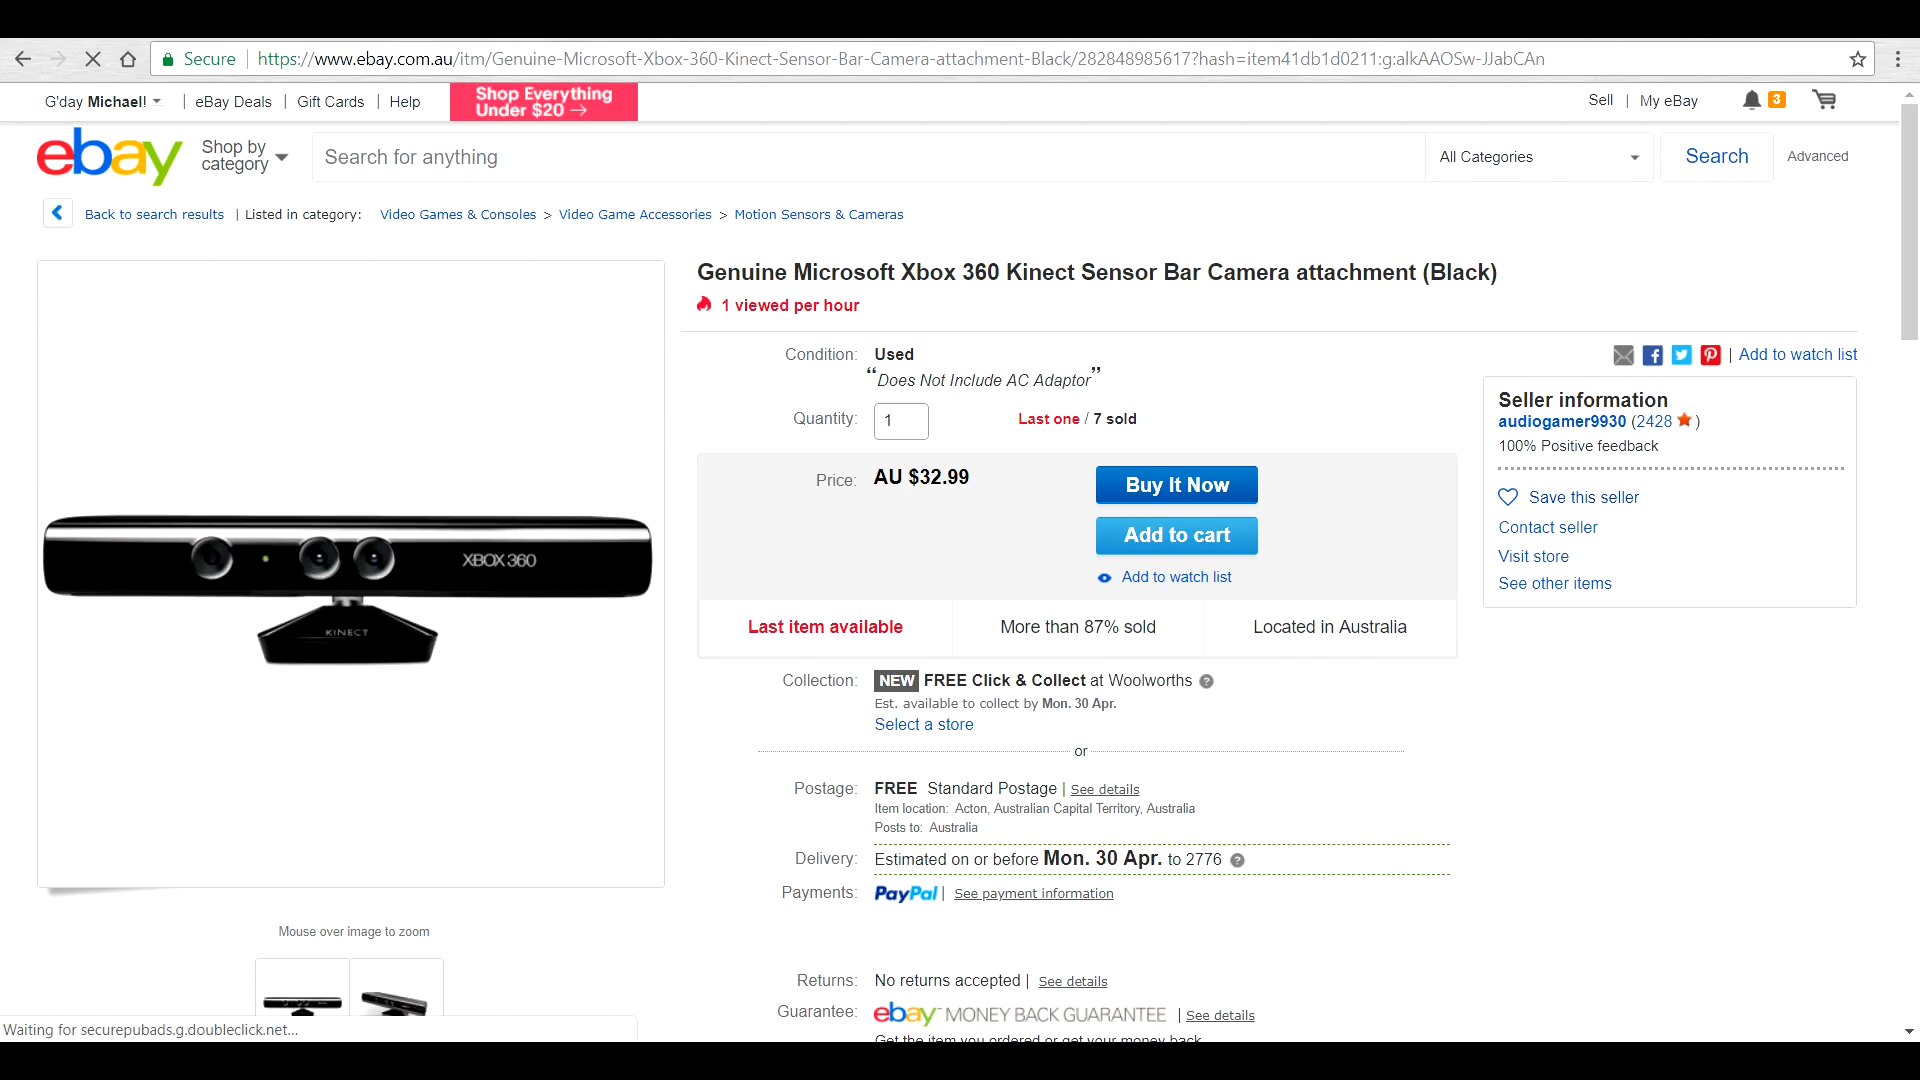 Secure
https://www.ebay.com.au/itm/Genuine-Microsoft-Xbox-360-Kinect-Sensor-Bar-Camera-attachment-Black/282848985617?hash=item41db1d0211:g:alkAAOSw-JJabCAn
G'day Michael! | eBay Deals | Gift Cards | Help
Shop Everything
Under $20 →
Sell | My eBay 3
ebay
Shop by
category
Search for anything
All Categories
Search
Advanced
Back to search results | Listed in category: Video Games & Consoles > Video Game Accessories > Motion Sensors & Cameras
Genuine Microsoft Xbox 360 Kinect Sensor Bar Camera attachment (Black)
1 viewed per hour
Condition: Used
“Does Not Include AC Adaptor”
| Add to watch list
Quantity: 1
Last one / 7 sold
Seller information
audiogamer9930 (2428 )
100% Positive feedback
Save this seller
Contact seller
Visit store
See other items
Price: AU $32.99
Buy It Now
Add to cart
Add to watch list
XBOX 360
KINECT
Last item available
More than 87% sold
Located in Australia
Collection: NEW FREE Click & Collect at Woolworths ?
Est. available to collect by Mon. 30 Apr.
Select a store
or
Postage: FREE Standard Postage | See details
Item location: Acton, Australian Capital Territory, Australia
Posts to: Australia
Delivery: Estimated on or before Mon. 30 Apr. to 2776 ?
Payments: PayPal | See payment information
Mouse over image to zoom
Returns: No returns accepted | See details
Guarantee: ebay™ MONEY BACK GUARANTEE | See details
Get the item you ordered or get your money back
Waiting for securepubads.g.doubleclick.net...